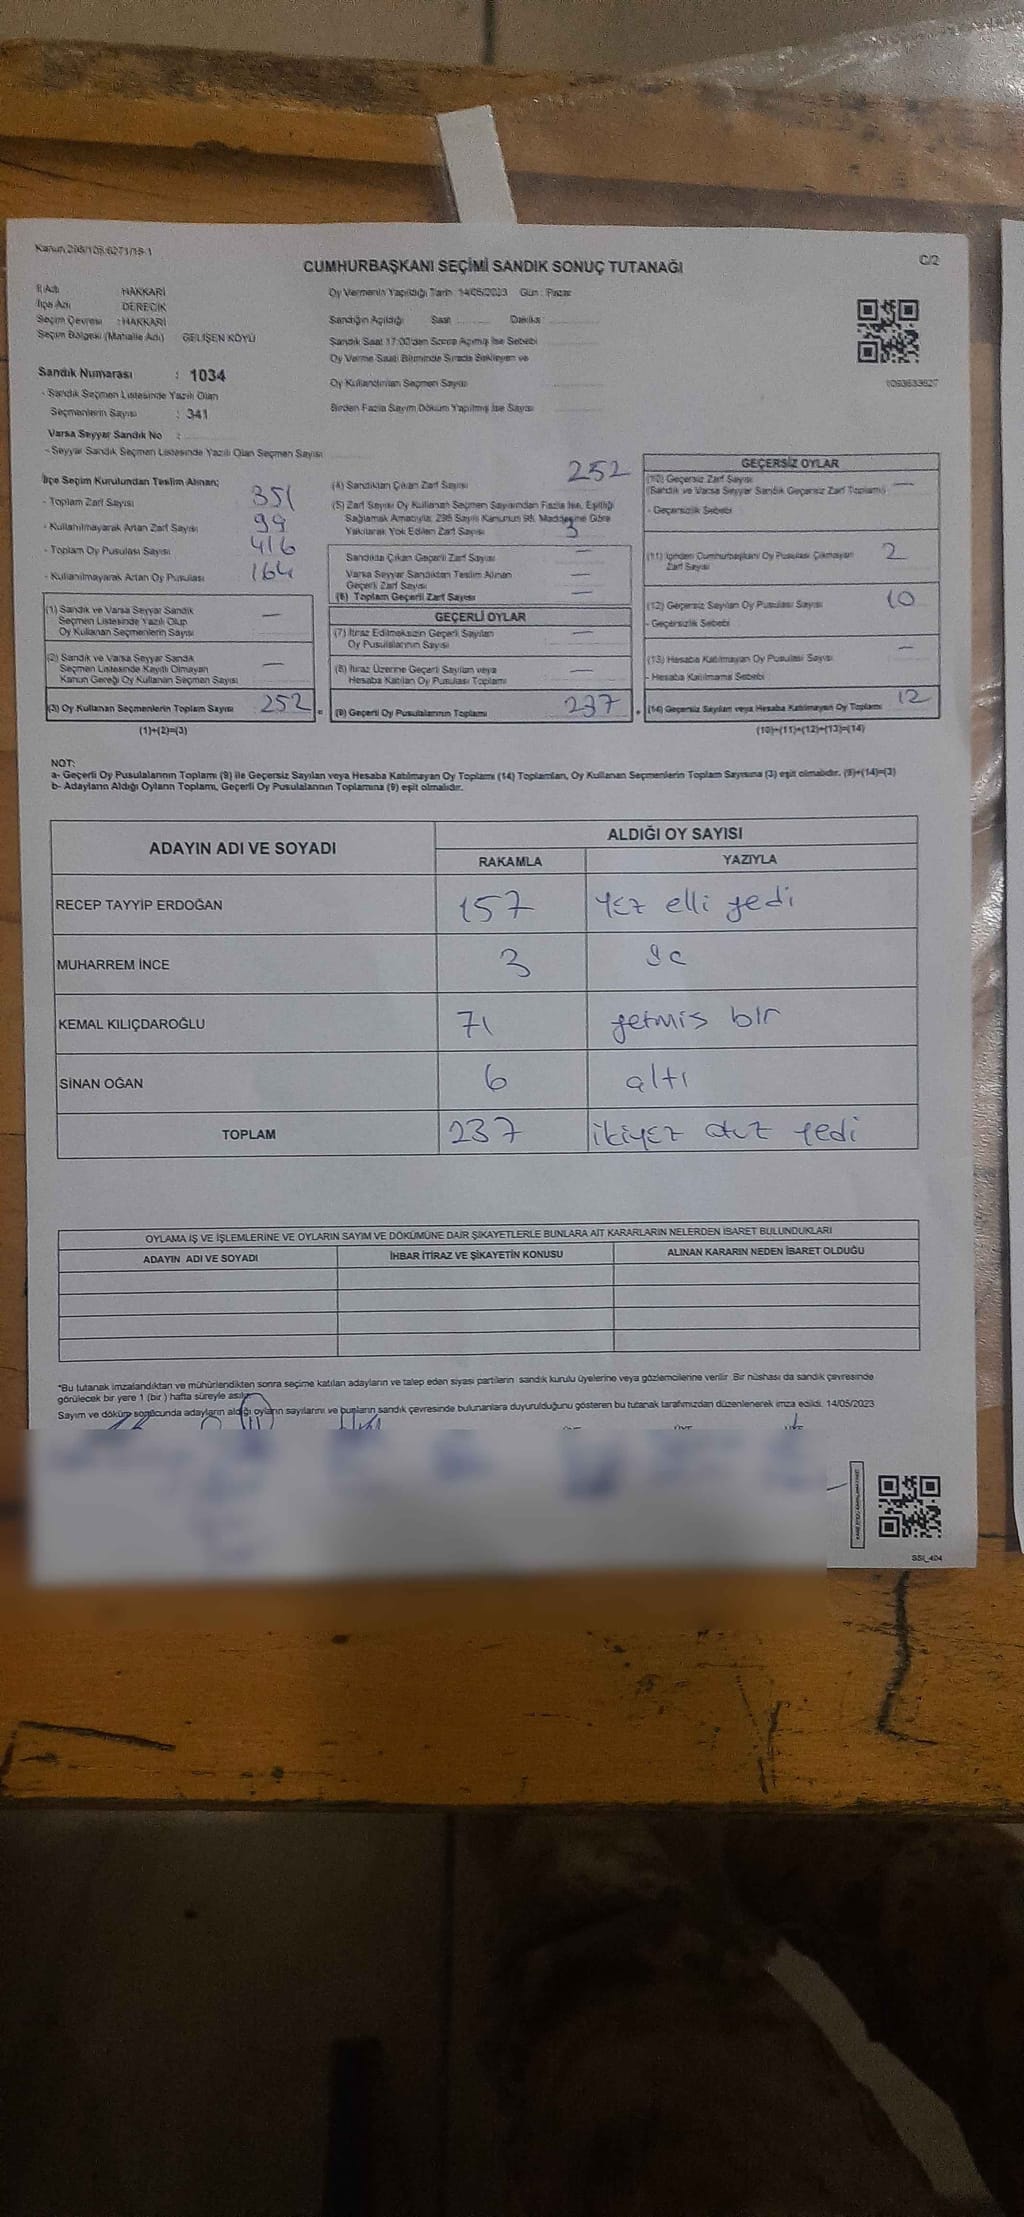 Kanun 298/105,6271/18-1
C/2
CUMHURBAŞKANI SEÇİMİ SANDIK SONUÇ TUTANAĞI
İl Adı HAKKARİ
İlçe Adı DERECİK
Seçim Çevresi : HAKKARİ
Seçim Bölgesi (Mahalle Adı) GELİŞEN KÖYÜ
Sandık Numarası : 1034
- Sandık Seçmen Listesinde Yazılı Olan
Seçmenlerin Sayısı : 341
Varsa Seyyar Sandık No :
- Seyyar Sandık Seçmen Listesinde Yazılı Olan Seçmen Sayısı
Oy Vermenin Yapıldığı Tarih 14/05/2023 Gün : Pazar
Sandığın Açıldığı Saat Dakika :
Sandık Saat 17:00'den Sonra Açılmış İse Sebebi
Oy Verme Saati Bitiminde Sırada Bekleyen ve
Oy Kullandırılan Seçmen Sayısı
Birden Fazla Sayım Döküm Yapılmış İse Sayısı
1093633627
İlçe Seçim Kurulundan Teslim Alınan;
- Toplam Zarf Sayısı 351
- Kullanılmayarak Artan Zarf Sayısı 99
- Toplam Oy Pusulası Sayısı 416
- Kullanılmayarak Artan Oy Pusulası 164
(1) Sandık ve Varsa Seyyar Sandık
Seçmen Listesinde Yazılı Olup
Oy Kullanan Seçmenlerin Sayısı —
(2) Sandık ve Varsa Seyyar Sandık
Seçmen Listesinde Kayıtlı Olmayan
Kanun Gereği Oy Kullanan Seçmen Sayısı —
(3) Oy Kullanan Seçmenlerin Toplam Sayısı 252 =
(1)+(2)=(3)
(4) Sandıktan Çıkan Zarf Sayısı 252
(5) Zarf Sayısı Oy Kullanan Seçmen Sayısından Fazla İse, Eşitliği
Sağlamak Amacıyla; 298 Sayılı Kanunun 98. Maddesine Göre
Yakılarak Yok Edilen Zarf Sayısı 3
Sandıkta Çıkan Geçerli Zarf Sayısı —
Varsa Seyyar Sandıktan Teslim Alınan
Geçerli Zarf Sayısı —
(6) Toplam Geçerli Zarf Sayısı —
GEÇERLİ OYLAR
(7) İtiraz Edilmeksizin Geçerli Sayılan
Oy Pusulalarının Sayısı —
(8) İtiraz Üzerine Geçerli Sayılan veya
Hesaba Katılan Oy Pusulası Toplamı —
(9) Geçerli Oy Pusulalarının Toplamı 237 +
GEÇERSİZ OYLAR
(10) Geçersiz Zarf Sayısı
(Sandık ve Varsa Seyyar Sandık Geçersiz Zarf Toplamı) —
- Geçersizlik Sebebi
(11) İçinden Cumhurbaşkanı Oy Pusulası Çıkmayan
Zarf Sayısı 2
(12) Geçersiz Sayılan Oy Pusulası Sayısı 10
- Geçersizlik Sebebi
(13) Hesaba Katılmayan Oy Pusulası Sayısı —
- Hesaba Katılmama Sebebi
(14) Geçersiz Sayılan veya Hesaba Katılmayan Oy Toplamı 12
(10)+(11)+(12)+(13)=(14)
NOT:
a- Geçerli Oy Pusulalarının Toplamı (9) ile Geçersiz Sayılan veya Hesaba Katılmayan Oy Toplamı (14) Toplamları, Oy Kullanan Seçmenlerin Toplam Sayısına (3) eşit olmalıdır. (9)+(14)=(3)
b- Adayların Aldığı Oyların Toplamı, Geçerli Oy Pusulalarının Toplamına (9) eşit olmalıdır.
ADAYIN ADI VE SOYADI ALDIĞI OY SAYISI
RAKAMLA YAZIYLA
RECEP TAYYİP ERDOĞAN 157 Yüz elli yedi
MUHARREM İNCE 3 üç
KEMAL KILIÇDAROĞLU 71 yetmis bir
SİNAN OĞAN 6 altı
TOPLAM 237 ikiyüz otuz yedi
OYLAMA İŞ VE İŞLEMLERİNE VE OYLARIN SAYIM VE DÖKÜMÜNE DAİR ŞİKAYETLERLE BUNLARA AİT KARARLARIN NELERDEN İBARET BULUNDUKLARI
ADAYIN ADI VE SOYADI İHBAR İTİRAZ VE ŞİKAYETİN KONUSU ALINAN KARARIN NEDEN İBARET OLDUĞU
*Bu tutanak imzalandıktan ve mühürlendikten sonra seçime katılan adayların ve talep eden siyasi partilerin sandık kurulu üyelerine veya gözlemcilerine verilir. Bir nüshası da sandık çevresinde
görülecek bir yere 1 (bir ) hafta süreyle asılır.
Sayım ve döküm sonucunda adayların aldığı oyların sayılarını ve bunların sandık çevresinde bulunanlara duyurulduğunu gösteren bu tutanak tarafımızdan düzenlenerek imza edildi. 14/05/2023
SSI_404